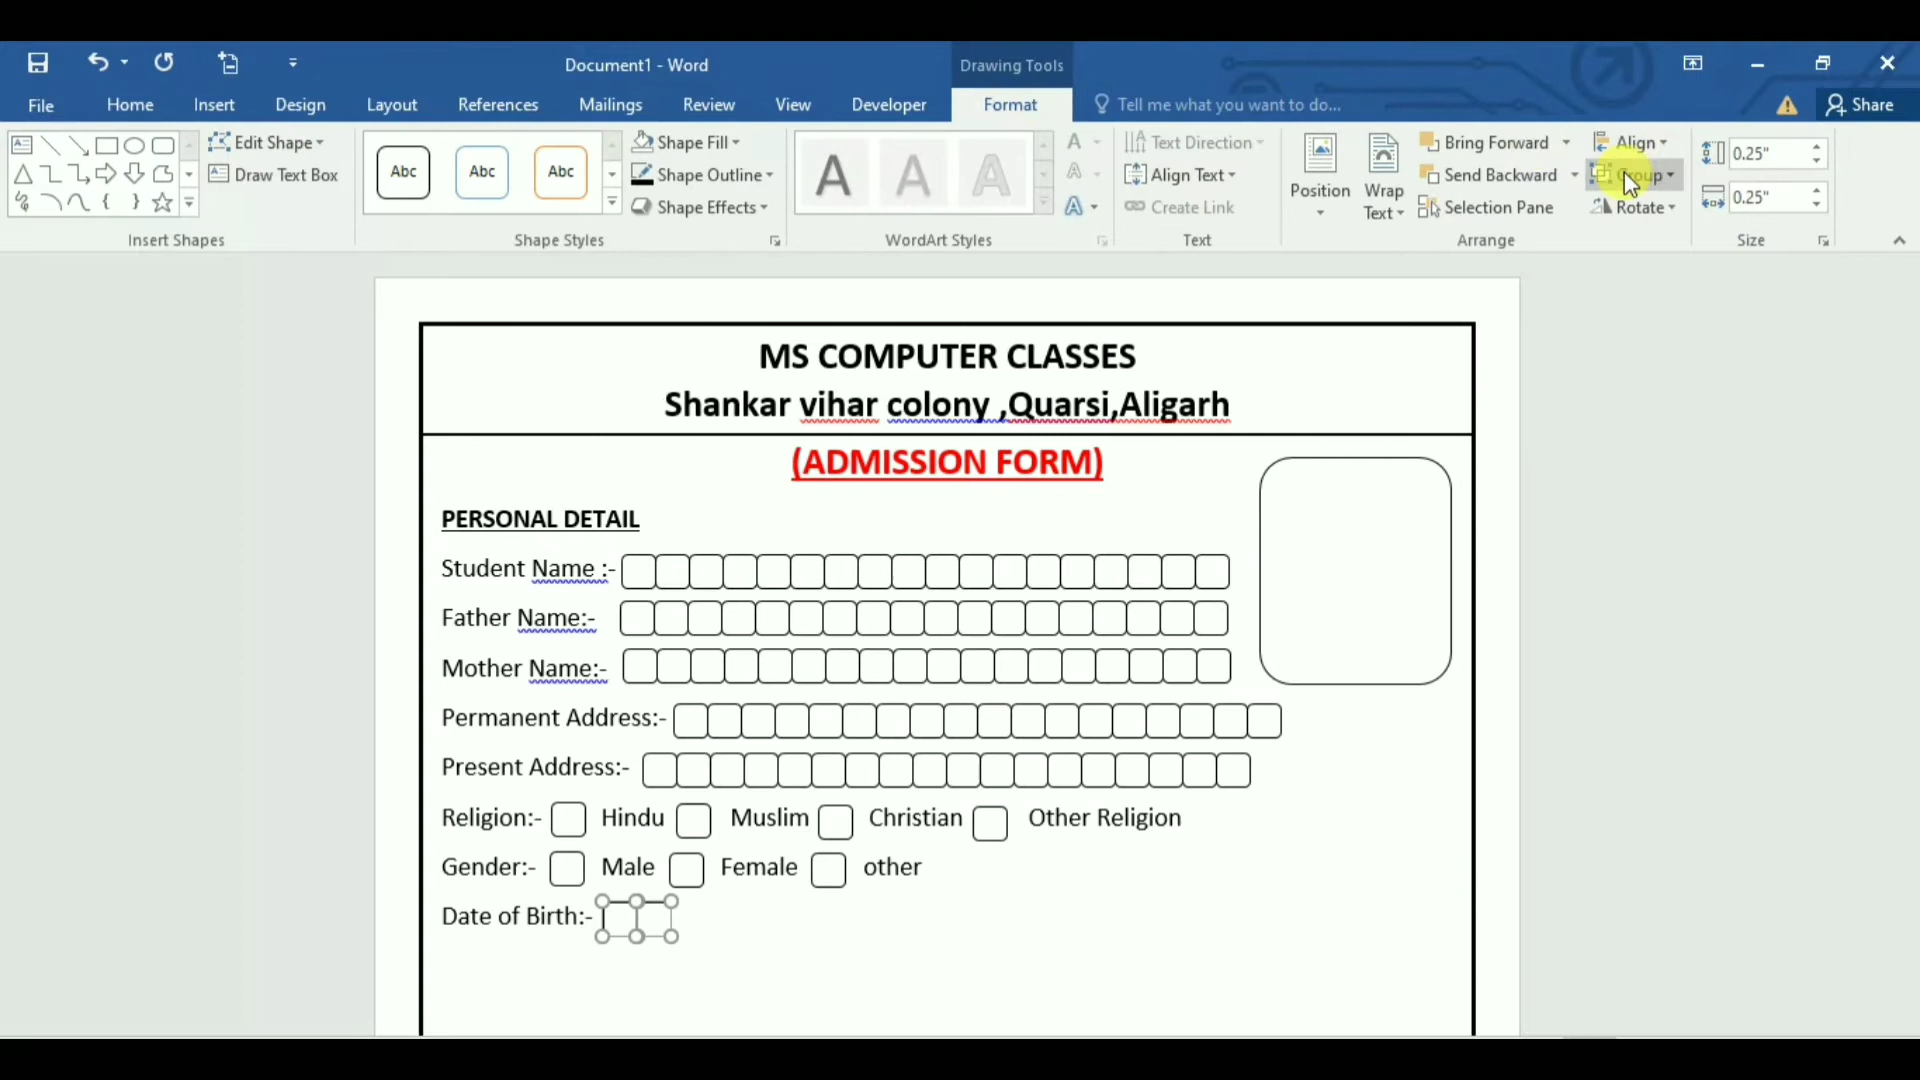 Document1 - Word
Drawing Tools
File Home Insert Design Layout References Mailings Review View Developer Format Tell me what you want to do... Share
Edit Shape
Draw Text Box
Insert Shapes
Abc Abc Abc
Shape Fill
Shape Outline
Shape Effects
Shape Styles
A A A
WordArt Styles
Text Direction
Align Text
Create Link
Text
Position
Wrap Text
Bring Forward
Send Backward
Selection Pane
Align
Group
Rotate
Arrange
0.25"
0.25"
Size
MS COMPUTER CLASSES
Shankar vihar colony ,Quarsi,Aligarh
(ADMISSION FORM)
PERSONAL DETAIL
Student Name :-
Father Name:-
Mother Name:-
Permanent Address:-
Present Address:-
Religion:- Hindu Muslim Christian Other Religion
Gender:- Male Female other
Date of Birth:-